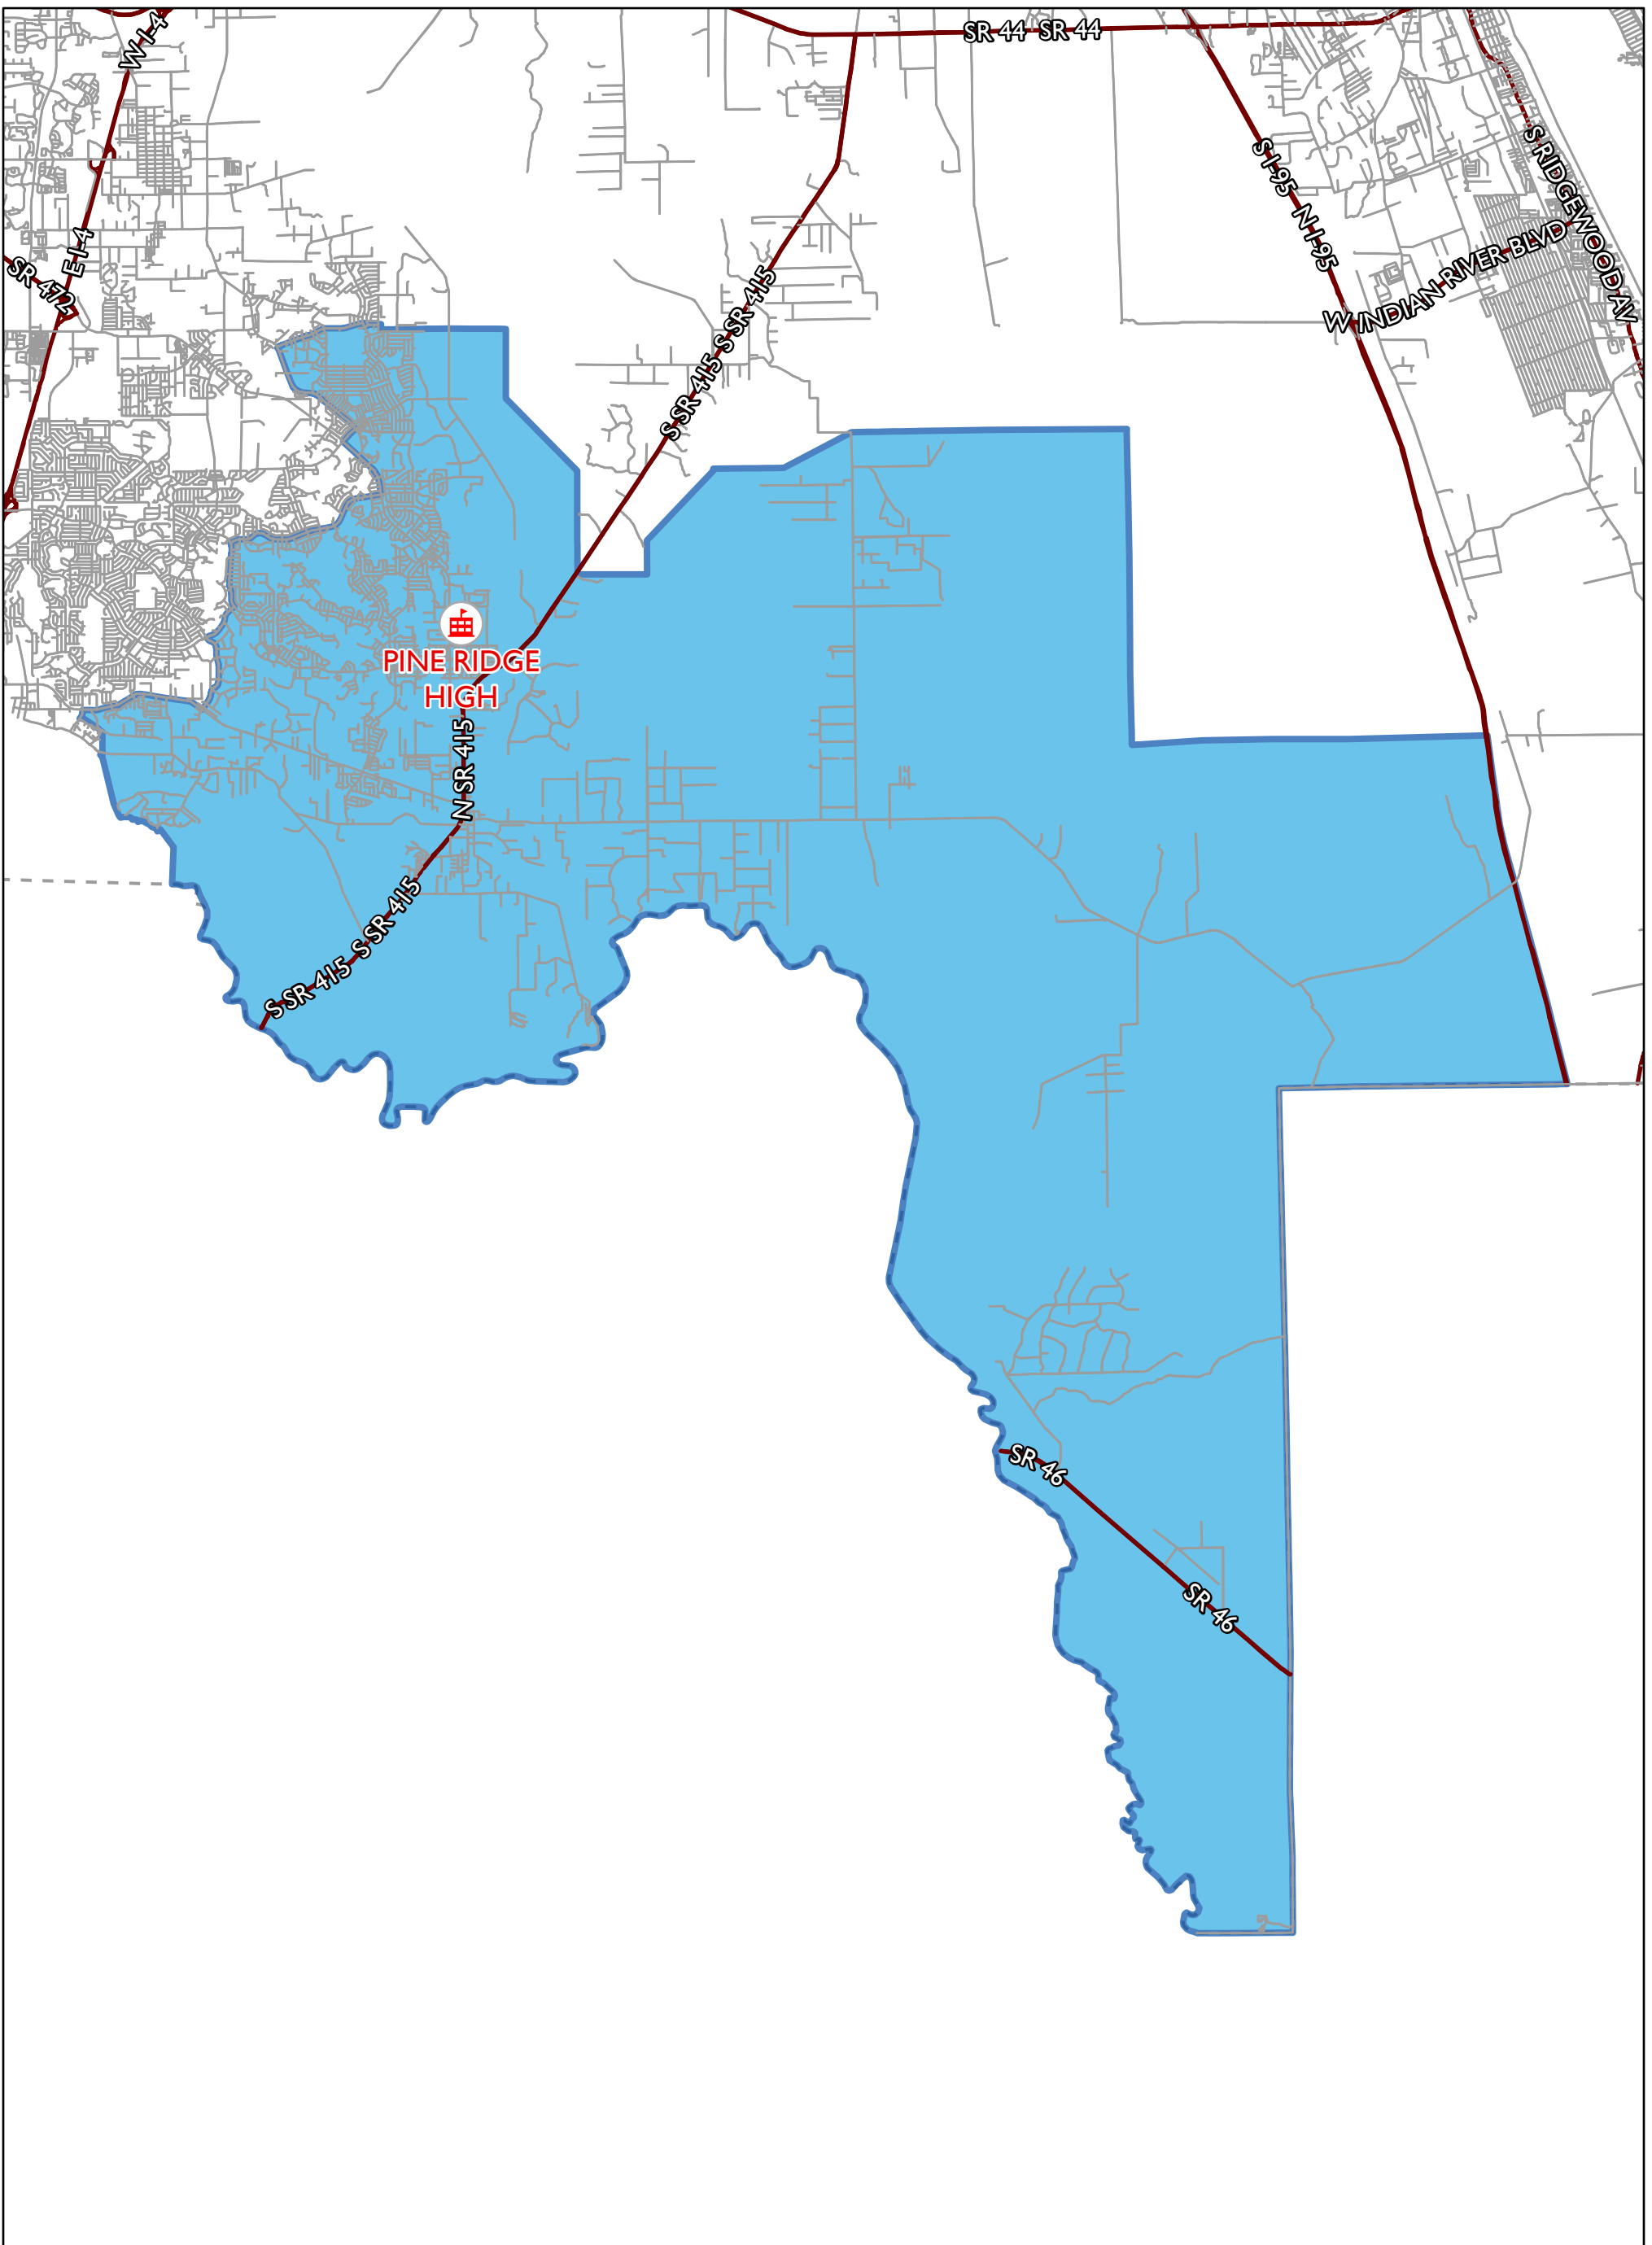 W I-4
SR 44
SR 44
S I-95
N I-95
S RIDGEWOOD AV
W INDIAN RIVER BLVD
E I-4
SR 472
S SR 415
S SR 415
PINE RIDGE
HIGH
N SR 415
S SR 415
S SR 415
SR 46
SR 46